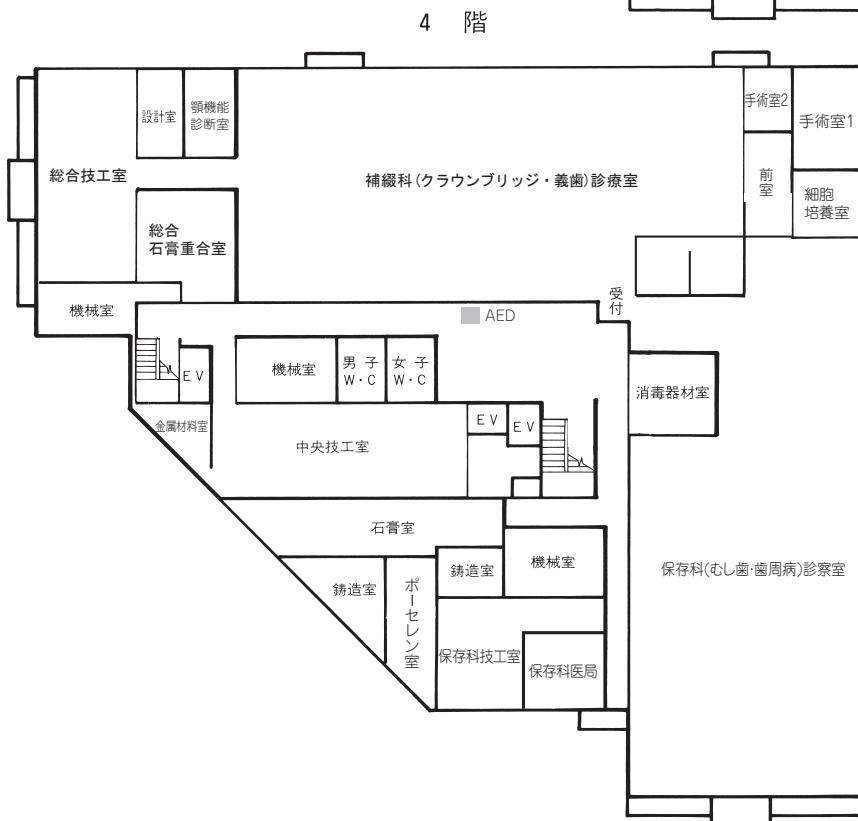 4 階
設計室
顎機能
診断室
手術室2
手術室1
総合技工室
補綴科(クラウンブリッジ・義歯)診療室
前室
細胞
培養室
総合
石膏重合室
機械室
受付
AED
EV
機械室
男 子
W・C
女 子
W・C
消毒器材室
金属材料室
中央技工室
EV
EV
石膏室
鋳造室
ポーセレン室
鋳造室
機械室
保存科(むし歯・歯周病)診察室
保存科技工室
保存科医局